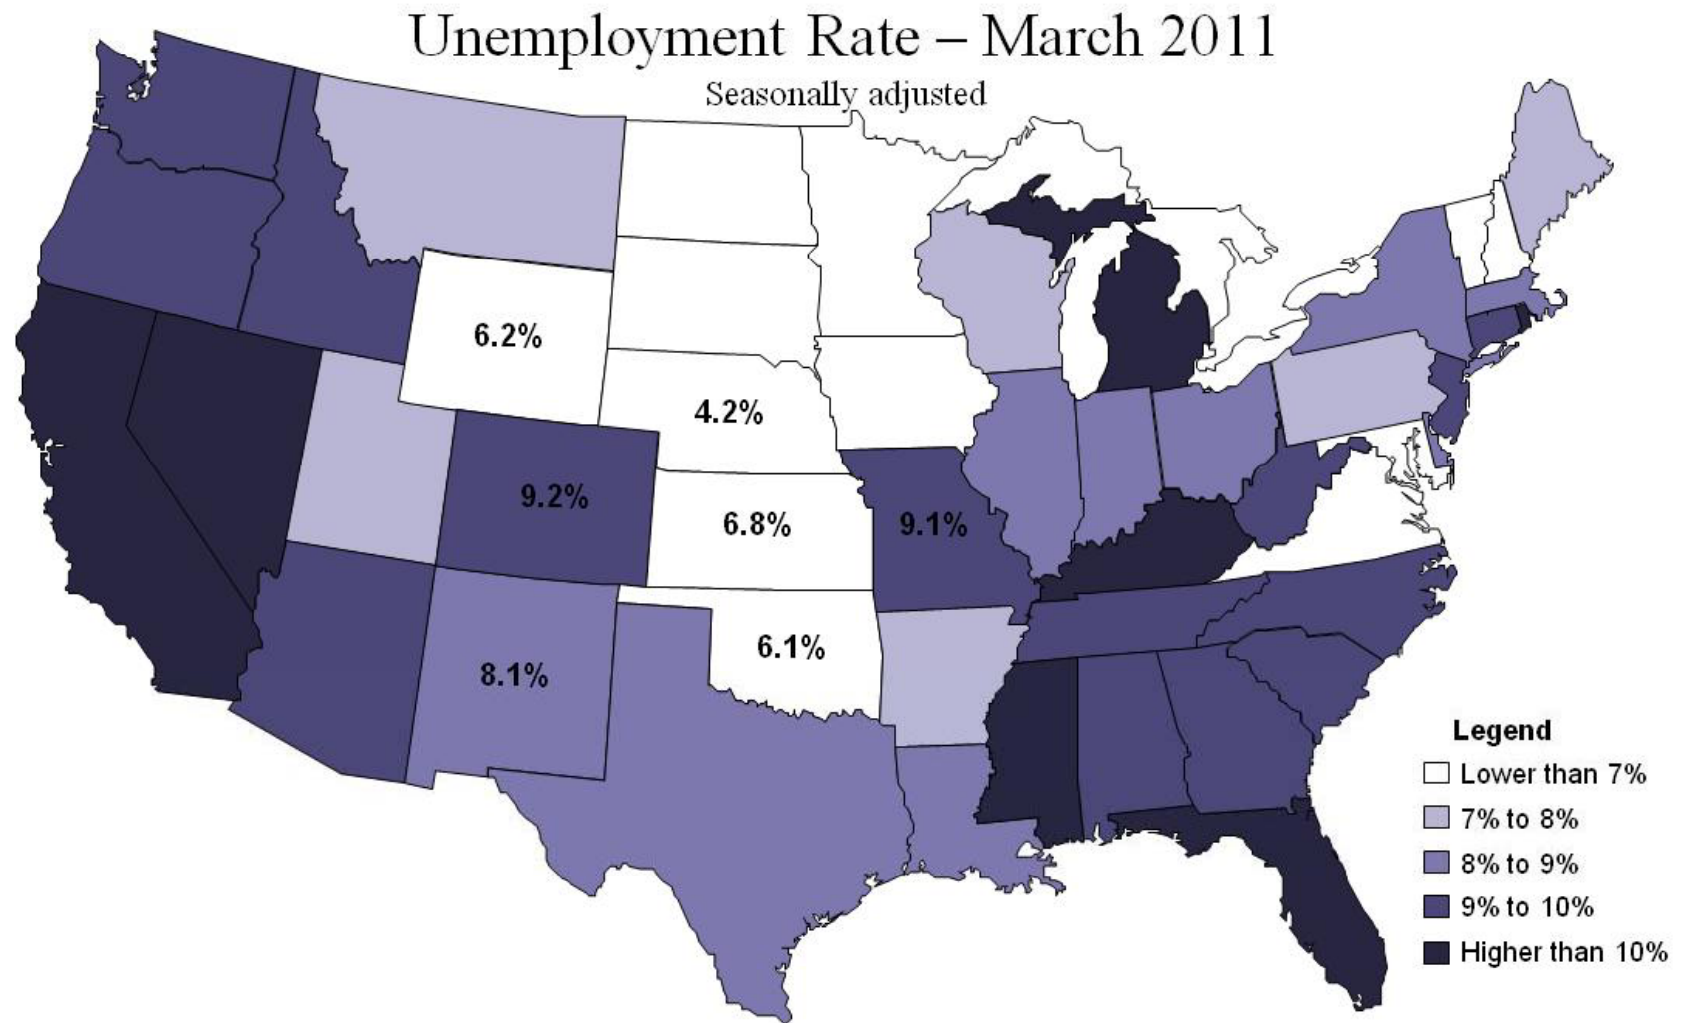 Unemployment Rate – March 2011
Seasonally adjusted
6.2%
4.2%
9.2%
6.8%
9.1%
6.1%
8.1%
Legend
Lower than 7%
7% to 8%
8% to 9%
9% to 10%
Higher than 10%